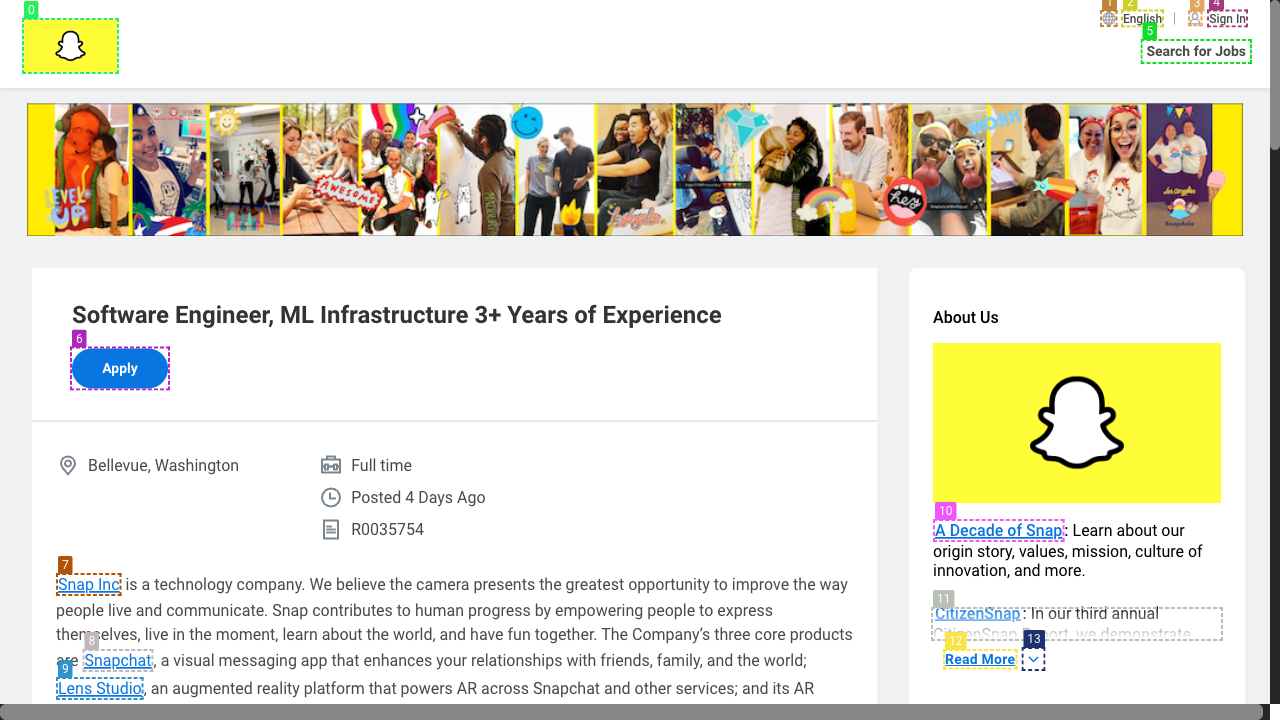 0
1
2
3
4
English
Sign In
5
Search for Jobs
LEVEL UP
AWESOME
WORK
hey
Software Engineer, ML Infrastructure 3+ Years of Experience
6
Apply
Bellevue, Washington
Full time
Posted 4 Days Ago
R0035754
7
Snap Inc is a technology company. We believe the camera presents the greatest opportunity to improve the way
people live and communicate. Snap contributes to human progress by empowering people to express
themselves, live in the moment, learn about the world, and have fun together. The Company's three core products
8
are Snapchat, a visual messaging app that enhances your relationships with friends, family, and the world;
9
Lens Studio, an augmented reality platform that powers AR across Snapchat and other services; and its AR
About Us
10
A Decade of Snap: Learn about our
origin story, values, mission, culture of
innovation, and more.
11
CitizenSnap: In our third annual
CitizenSnap Report, we demonstrate
12
13
Read More